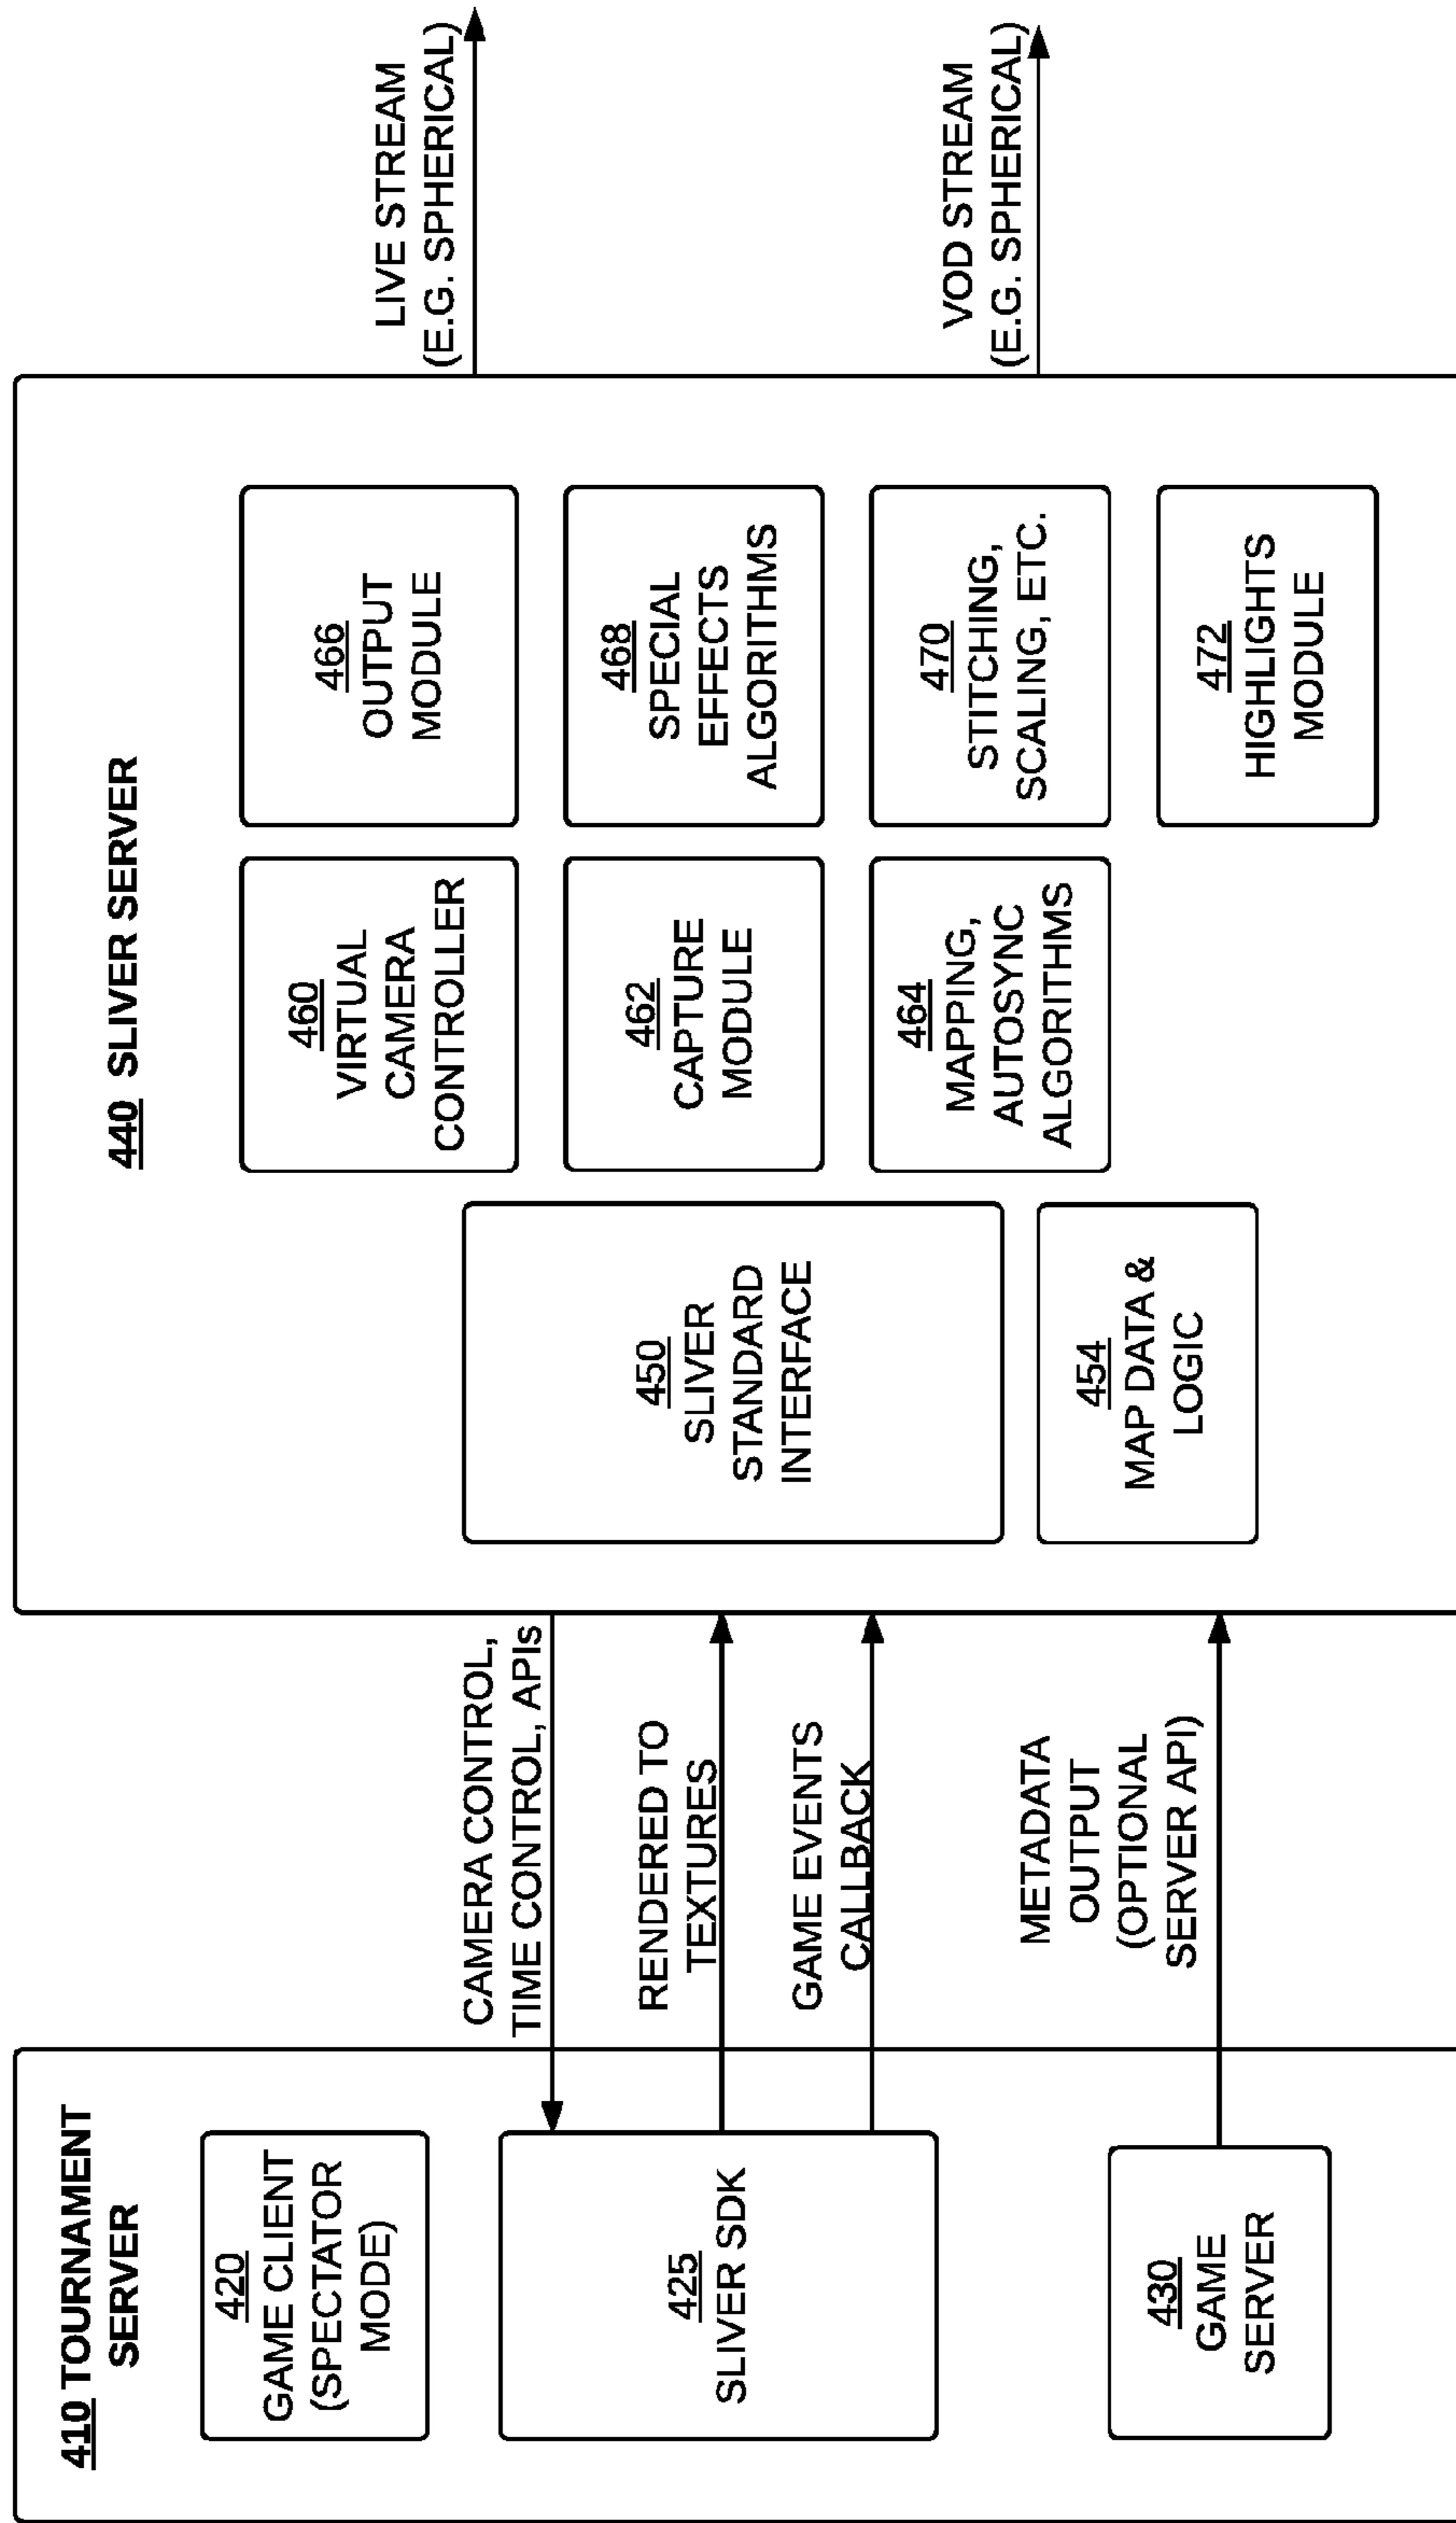 410 TOURNAMENT
SERVER
420
GAME CLIENT
(SPECTATOR
MODE)
425
SLIVER SDK
430
GAME
SERVER
CAMERA CONTROL,
TIME CONTROL, APIs
RENDERED TO
TEXTURES
GAME EVENTS
CALLBACK
METADATA
OUTPUT
(OPTIONAL
SERVER API)
440 SLIVER SERVER
450
SLIVER
STANDARD
INTERFACE
454
MAP DATA &
LOGIC
460
VIRTUAL
CAMERA
CONTROLLER
462
CAPTURE
MODULE
464
MAPPING,
AUTOSYNC
ALGORITHMS
466
OUTPUT
MODULE
468
SPECIAL
EFFECTS
ALGORITHMS
470
STITCHING,
SCALING, ETC.
472
HIGHLIGHTS
MODULE
LIVE STREAM
(E.G. SPHERICAL)
VOD STREAM
(E.G. SPHERICAL)